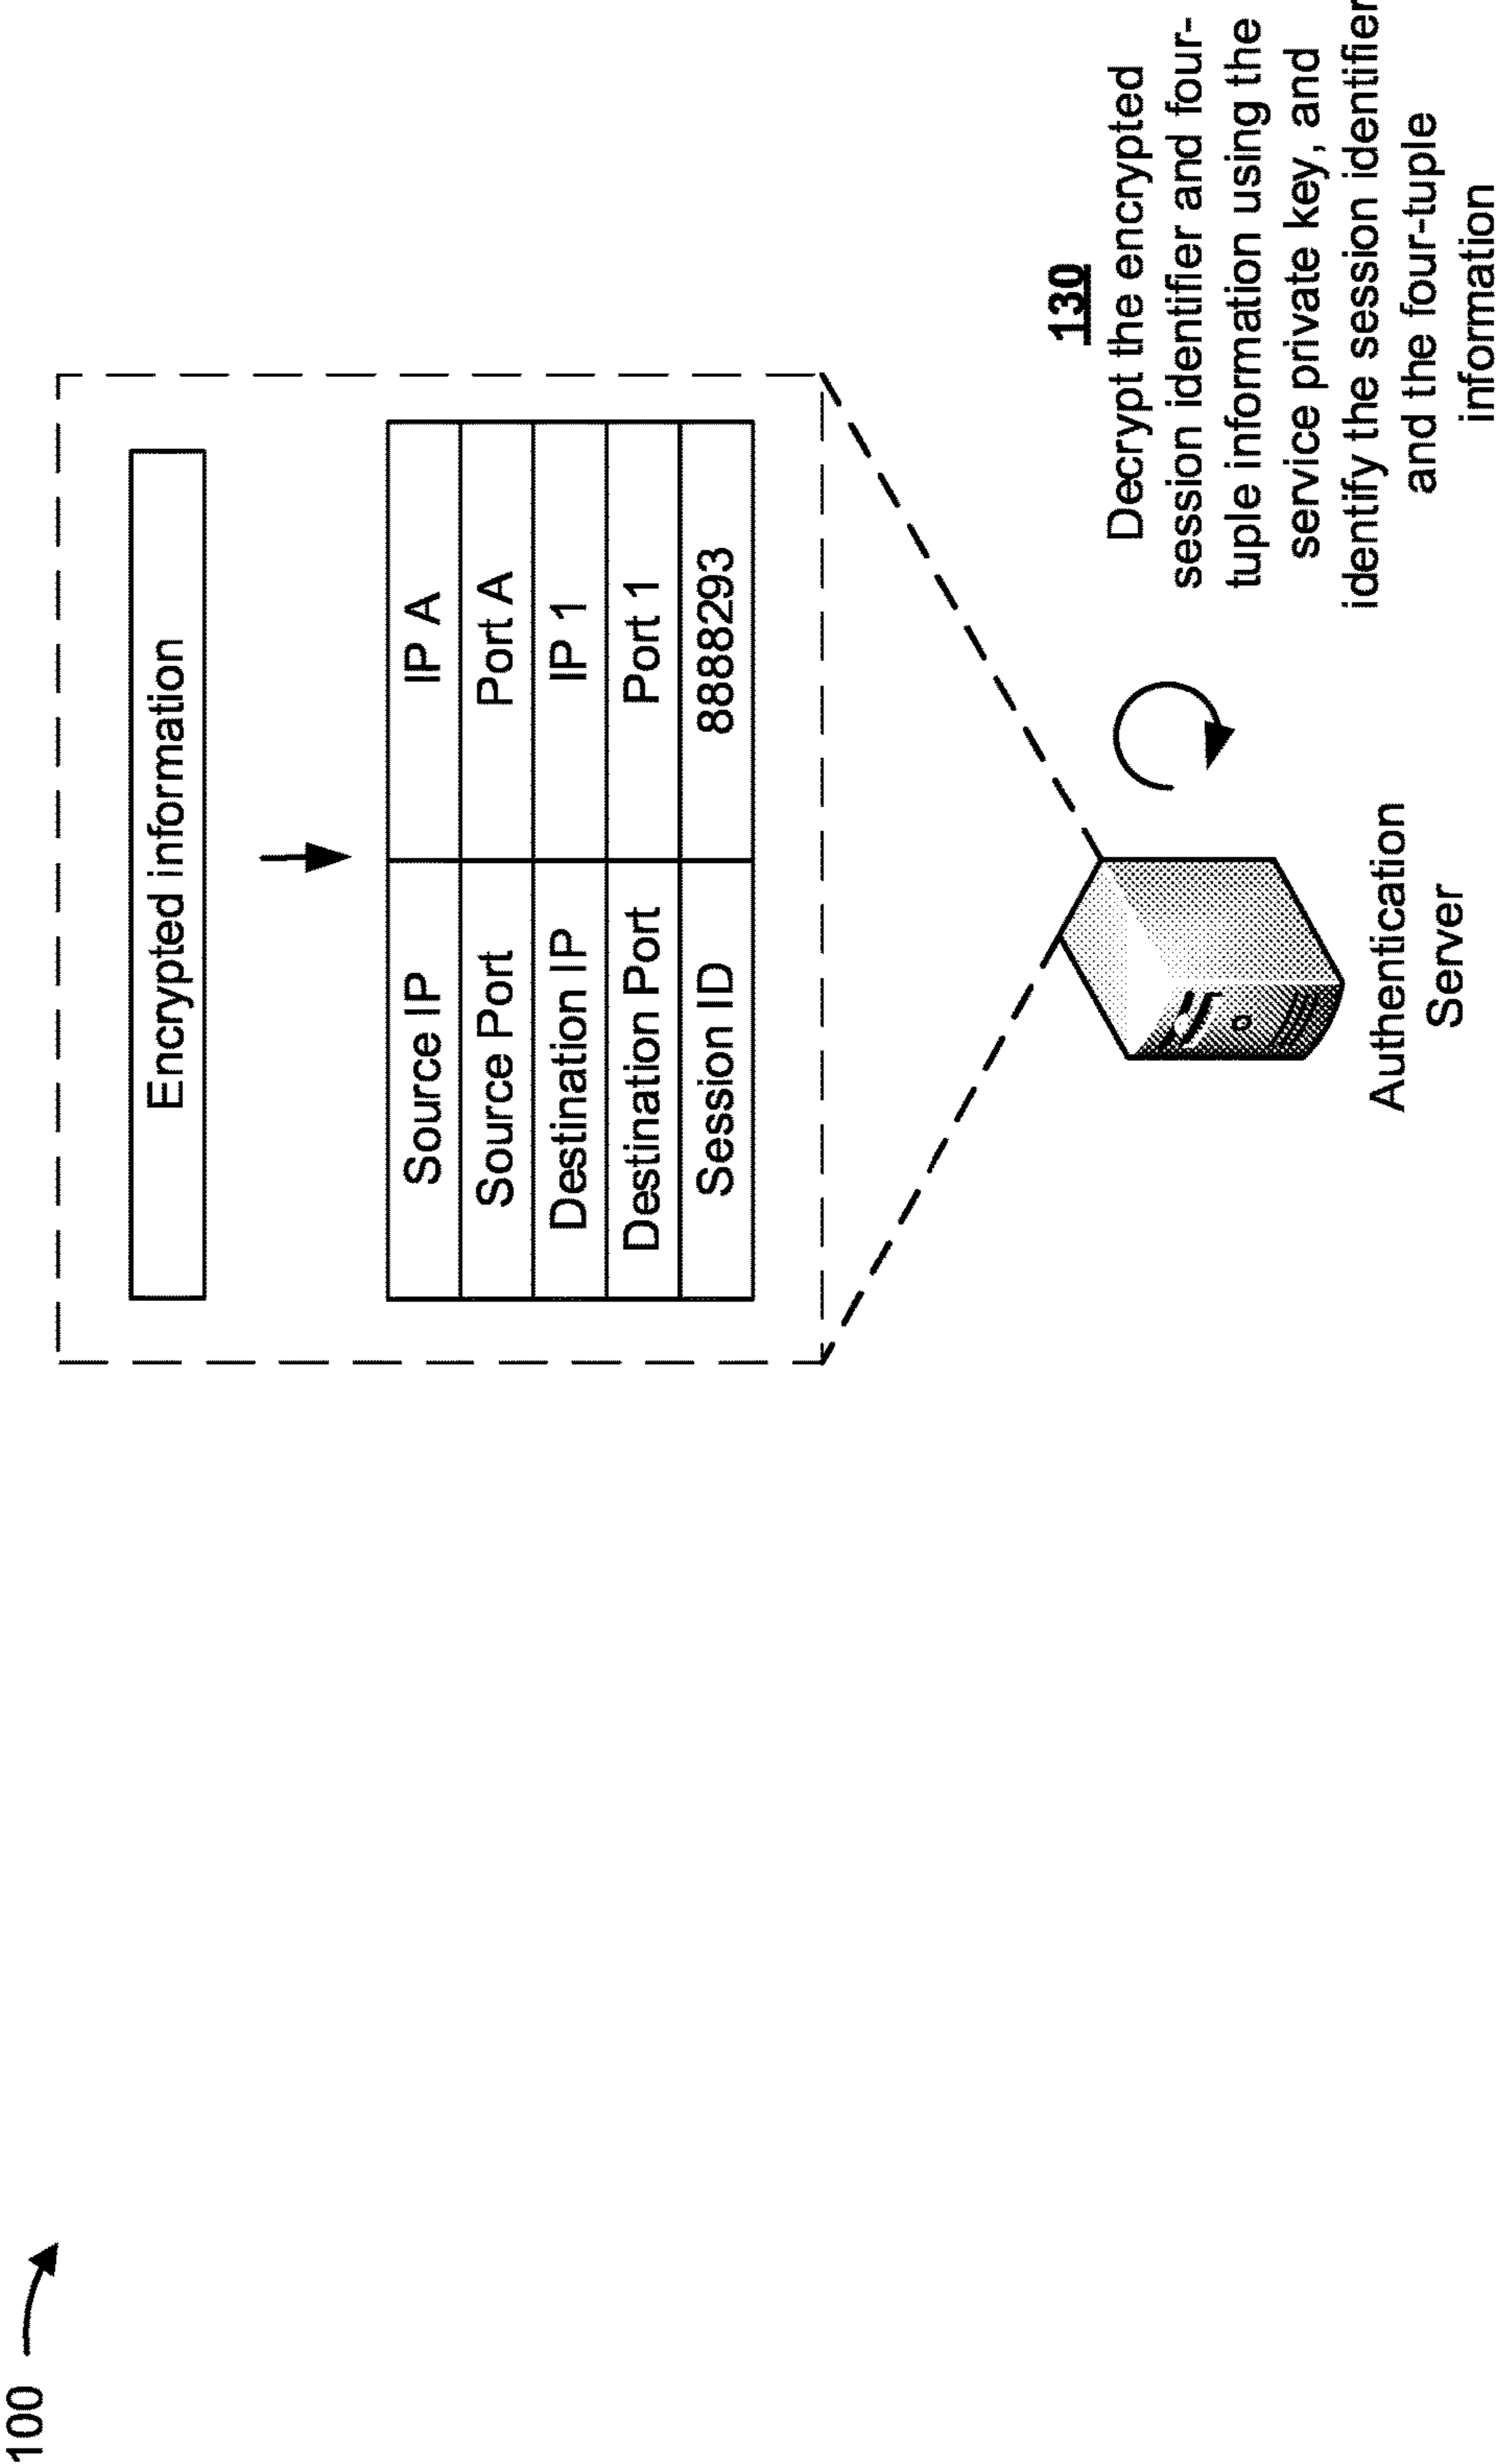 100
Encrypted information
Source IP IP A
Source Port Port A
Destination IP IP 1
Destination Port Port 1
Session ID 8888293
130
Decrypt the encrypted
session identifier and four-
tuple information using the
service private key, and
identify the session identifier
and the four-tuple
information
Authentication
Server